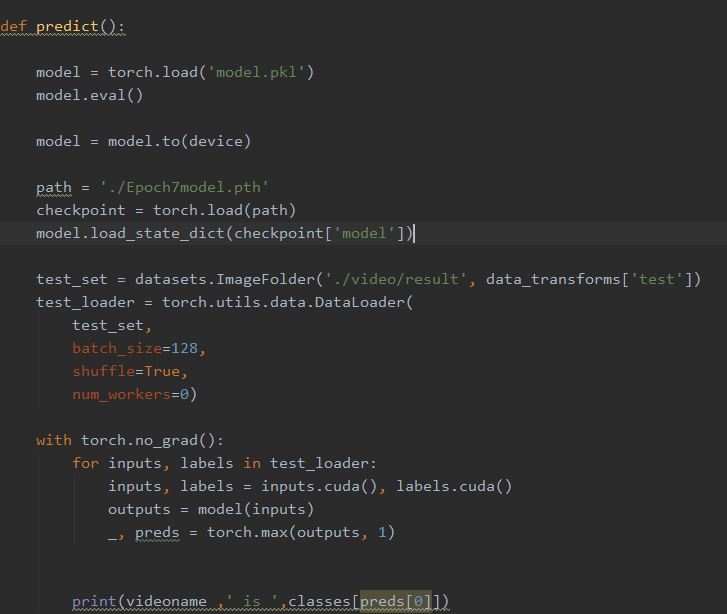 def predict():
model = torch.load('model.pkl')
model.eval()
model = model.to(device)
path = './Epoch7model.pth'
checkpoint = torch.load(path)
model.load_state_dict(checkpoint['model'])
test_set = datasets.ImageFolder('./video/result', data_transforms['test'])
test_loader = torch.utils.data.DataLoader(
test_set,
batch_size=128,
shuffle=True,
num_workers=0)
with torch.no_grad():
for inputs, labels in test_loader:
inputs, labels = inputs.cuda(), labels.cuda()
outputs = model(inputs)
_, preds = torch.max(outputs, 1)
print(videoname ,' is ',classes[preds[0]])